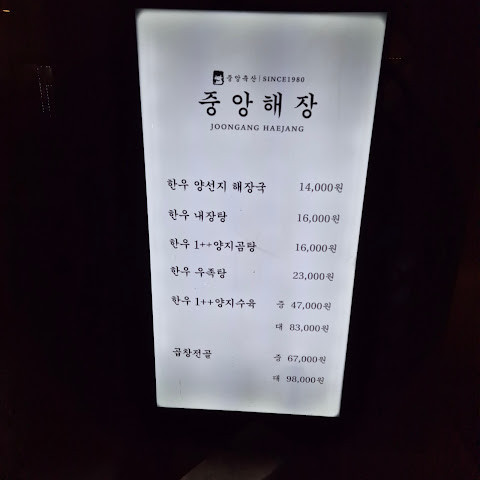 중앙축산 | SINCE1980
중앙해장
JOONGANG HAEJANG
한우 양선지 해장국 14,000원
한우 내장탕 16,000원
한우 1++양지곰탕 16,000원
한우 우족탕 23,000원
한우 1++양지수육 중 47,000원
대 83,000원
곱창전골 중 67,000원
대 98,000원